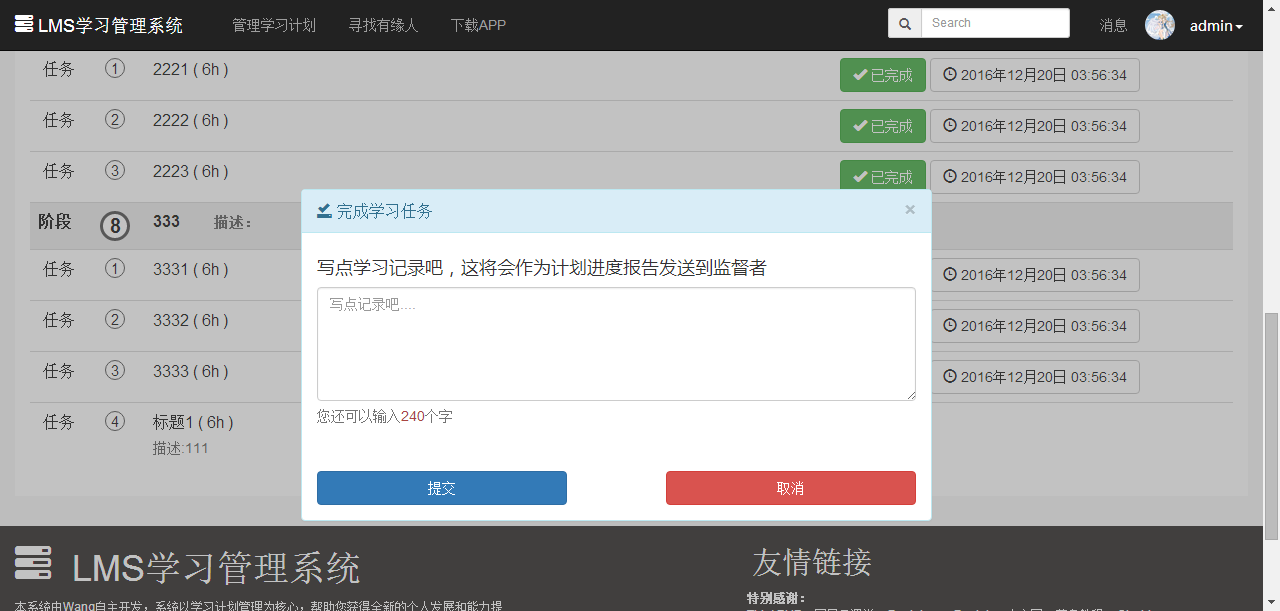 LMS学习管理系统 管理学习计划 寻找有缘人 下载APP Search 消息 admin
任务 1 2221 ( 6h ) 已完成 2016年12月20日 03:56:34
任务 2 2222 ( 6h ) 已完成 2016年12月20日 03:56:34
任务 3 2223 ( 6h ) 已完成 2016年12月20日 03:56:34
完成学习任务 ×
阶段 8 333 描述：
写点学习记录吧，这将会作为计划进度报告发送到监督者
任务 1 3331 ( 6h ) 2016年12月20日 03:56:34
写点记录吧....
任务 2 3332 ( 6h ) 2016年12月20日 03:56:34
任务 3 3333 ( 6h ) 2016年12月20日 03:56:34
您还可以输入240个字
任务 4 标题1 ( 6h )
描述:111
提交 取消
LMS学习管理系统 友情链接
特别感谢：
本系统由Wang自主开发，系统以学习计划管理为核心，帮助您获得全新的个人发展和能力提